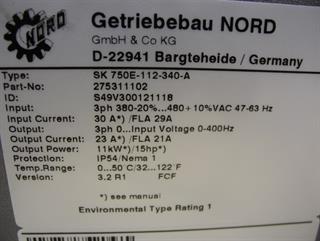 NORD
Getriebebau NORD
GmbH & Co KG
D-22941 Bargteheide / Germany
Type: SK 750E-112-340-A
Part-No: 275311102
ID: S49V300121118
Input: 3ph 380-20%...480+10%VAC 47-63 Hz
Input Current: 30 A*) /FLA 29A
Output: 3ph 0...Input Voltage 0-400Hz
Output Current: 23 A*) /FLA 21A
Output Power: 11kW*)/15hp*)
Protection: IP54/Nema 1
Temp.Range: 0...50 C/32...122 F
Version: 3.2 R1 FCF
*) see manual
Environmental Type Rating 1